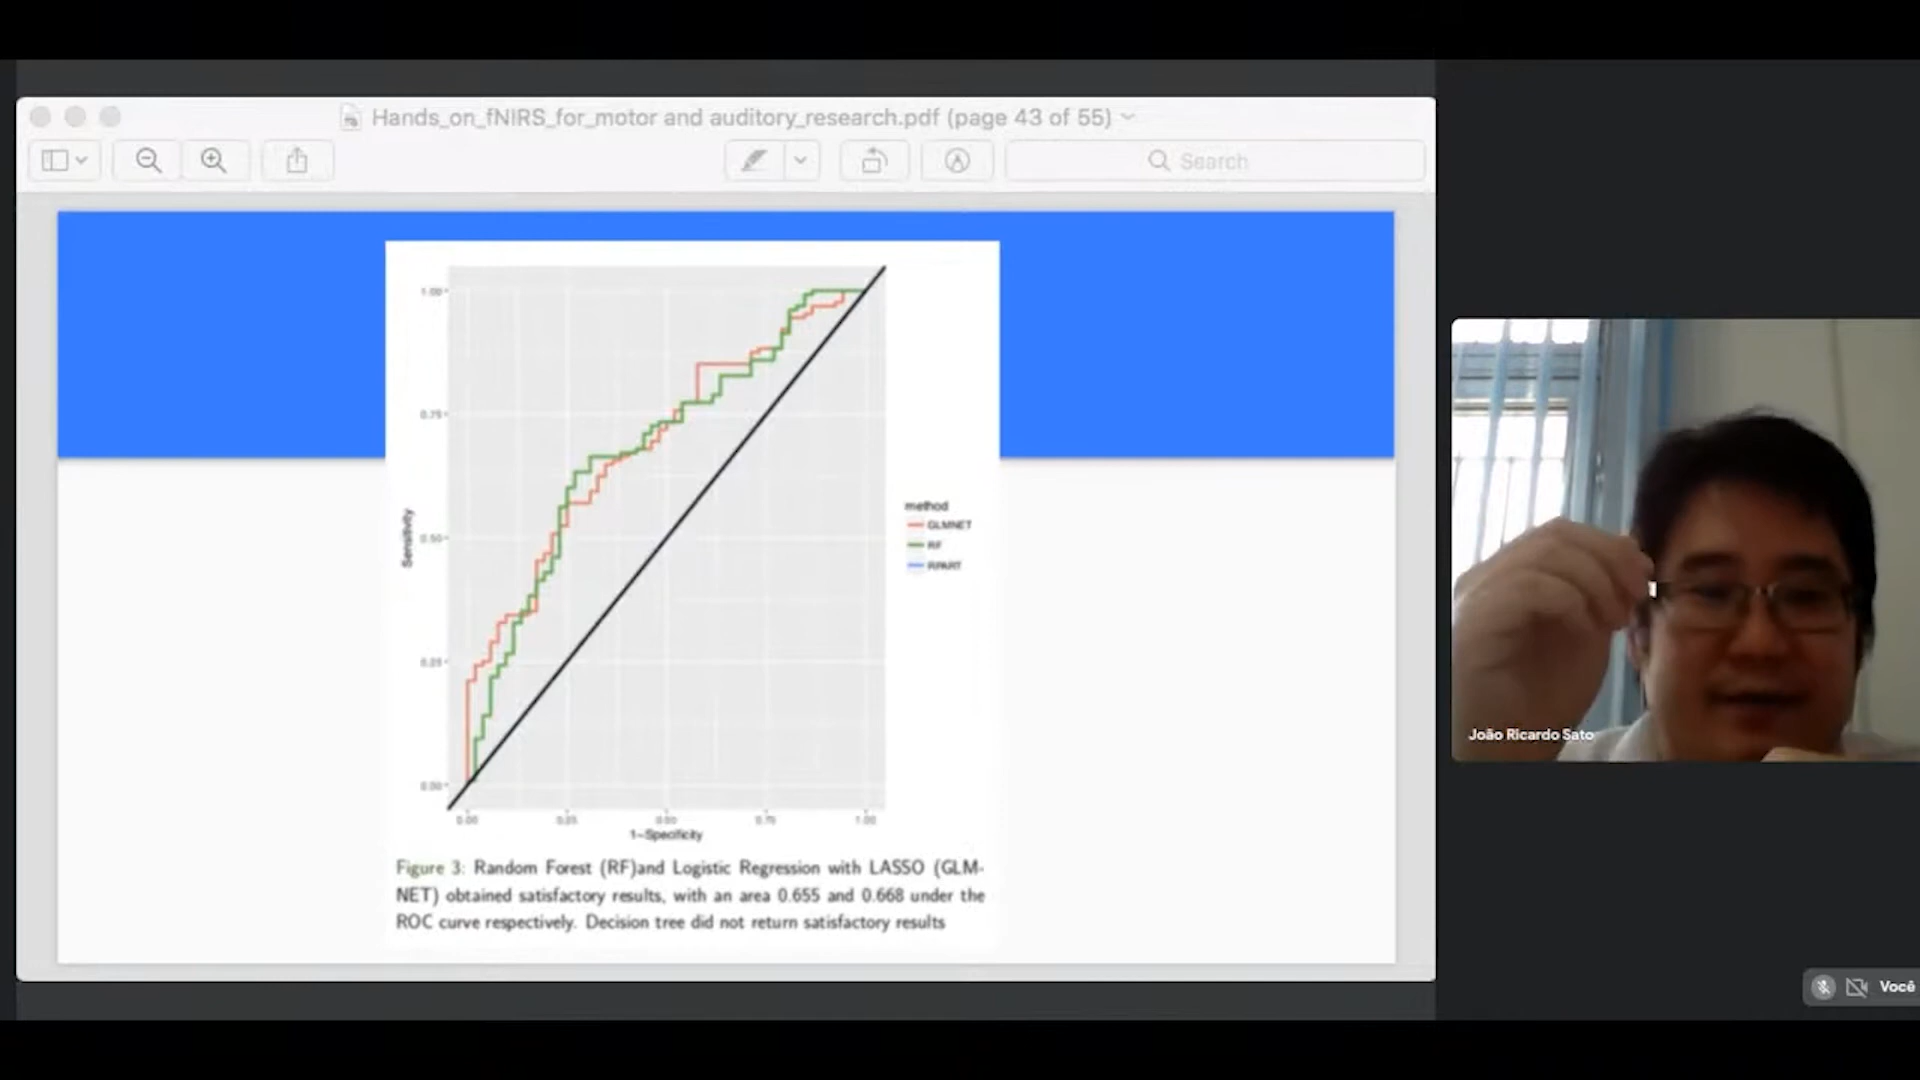 Hands_on_fNIRS_for_motor and auditory_research.pdf (page 43 of 55)
Search
1.00
0.75
0.50
0.25
0.00
Sensitivity
0.00 0.25 0.50 0.75 1.00
1-Specificity
method
GLMNET
RF
RPART
Figure 3: Random Forest (RF)and Logistic Regression with LASSO (GLM-
NET) obtained satisfactory results, with an area 0.655 and 0.668 under the
ROC curve respectively. Decision tree did not return satisfactory results
João Ricardo Sato
Você